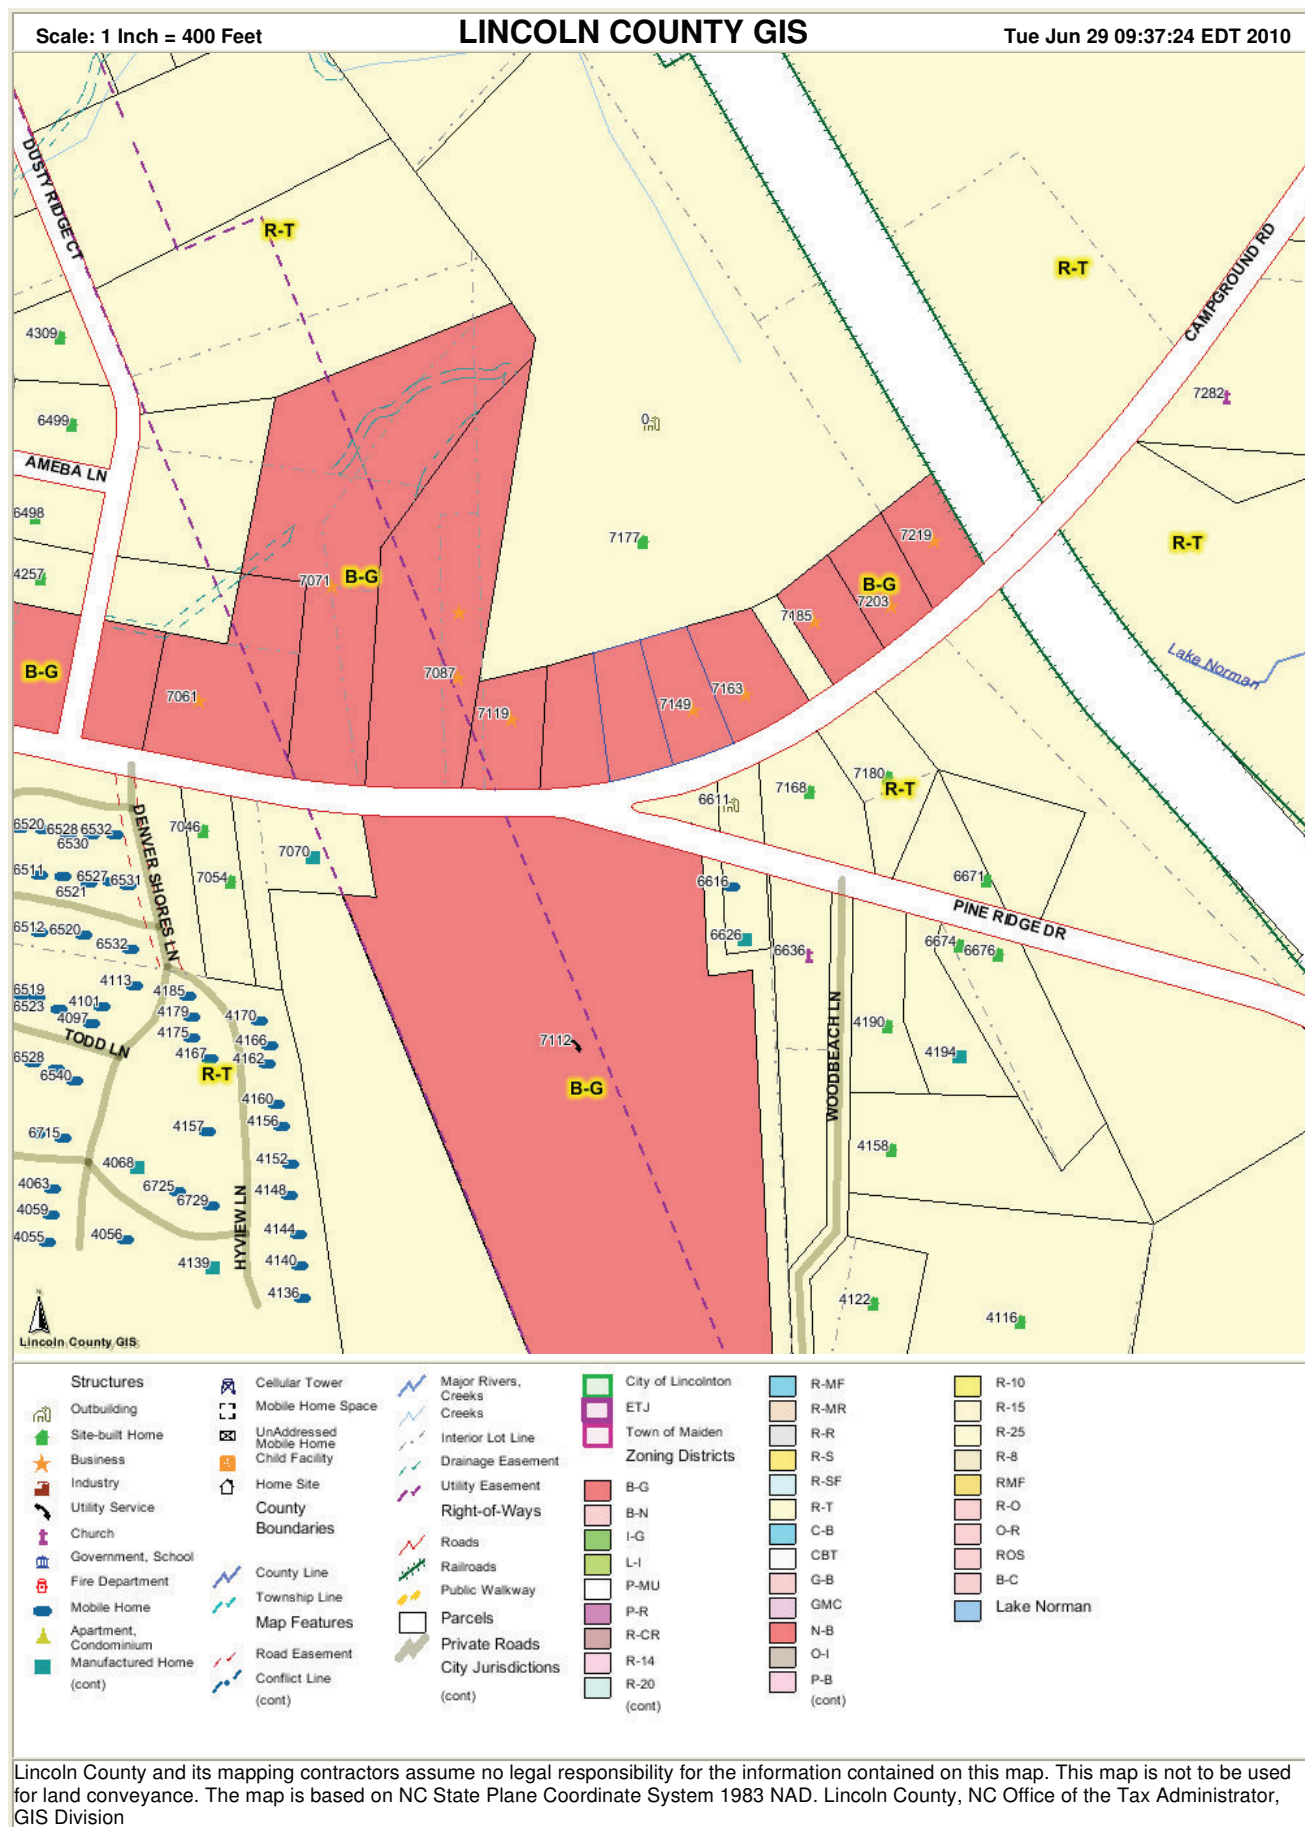 Scale: 1 Inch = 400 Feet
LINCOLN COUNTY GIS
Tue Jun 29 09:37:24 EDT 2010
DUSTY RIDGE CT
R-T
R-T
CAMPGROUND RD
4309
7282
0
6499
AMEBA LN
6498
7177
7219
R-T
4257
7071
B-G
B-G
7203
7185
B-G
7061
7087
7119
7149
7163
Lake Norman
7180
R-T
7168
6611
6520
6528
6532
6530
7046
DENVER SHORES LN
7070
6511
6527
6531
6521
7054
6616
6671
PINE RIDGE DR
6512
6520
6532
6626
6636
6674
6676
4113
4185
6519
6523
4101
4097
4179
4170
4175
4166
4167
4162
TODD LN
6528
6540
R-T
7112
B-G
WOODBEACH LN
4190
4194
4160
4156
4157
6715
4158
4068
4152
4063
6725
4148
6729
4059
4055
4056
4144
HYVIEW LN
4139
4140
4136
4122
4116
N
Lincoln County GIS
Structures
Outbuilding
Site-built Home
Business
Industry
Utility Service
Church
Government, School
Fire Department
Mobile Home
Apartment,
Condominium
Manufactured Home
(cont)
Cellular Tower
Mobile Home Space
UnAddressed
Mobile Home
Child Facility
Home Site
County
Boundaries
County Line
Township Line
Map Features
Road Easement
Conflict Line
(cont)
Major Rivers,
Creeks
Creeks
Interior Lot Line
Drainage Easement
Utility Easement
Right-of-Ways
Roads
Railroads
Public Walkway
Parcels
Private Roads
City Jurisdictions
(cont)
City of Lincolnton
ETJ
Town of Maiden
Zoning Districts
B-G
B-N
I-G
L-I
P-MU
P-R
R-CR
R-14
R-20
(cont)
R-MF
R-MR
R-R
R-S
R-SF
R-T
C-B
CBT
G-B
GMC
N-B
O-I
P-B
(cont)
R-10
R-15
R-25
R-8
RMF
R-O
O-R
ROS
B-C
Lake Norman
Lincoln County and its mapping contractors assume no legal responsibility for the information contained on this map. This map is not to be used
for land conveyance. The map is based on NC State Plane Coordinate System 1983 NAD. Lincoln County, NC Office of the Tax Administrator,
GIS Division